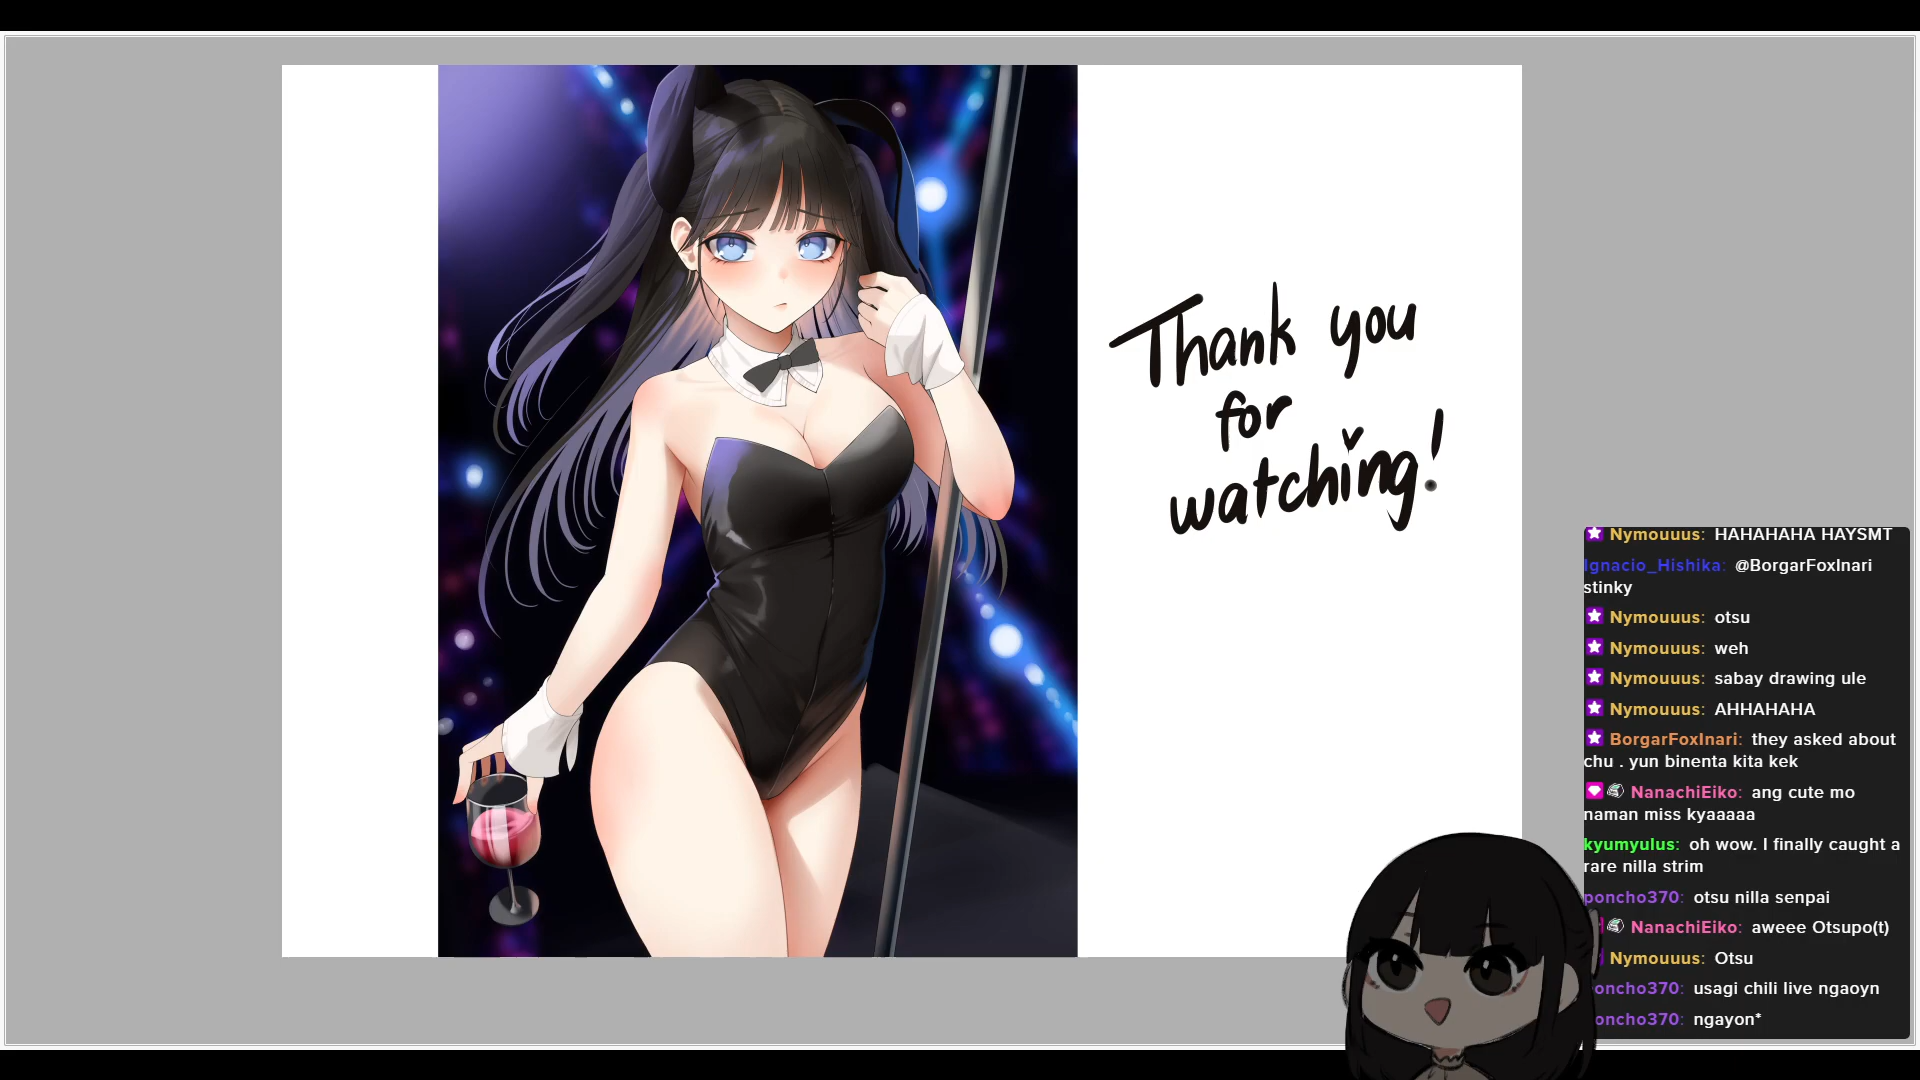 Thank you
for
watching!
Nymouuus: HAHAHAHA HAYSMT
Ignacio_Hishika: @BorgarFoxInari
stinky
Nymouuus: otsu
Nymouuus: weh
Nymouuus: sabay drawing ule
Nymouuus: AHHAHAHA
BorgarFoxInari: they asked about
chu . yun binenta kita kek
NanachiEiko: ang cute mo
naman miss kyaaaaa
kyumyulus: oh wow. I finally caught a
rare nilla strim
poncho370: otsu nilla senpai
NanachiEiko: aweee Otsupo(t)
Nymouuus: Otsu
oncho370: usagi chili live ngaoyn
oncho370: ngayon*